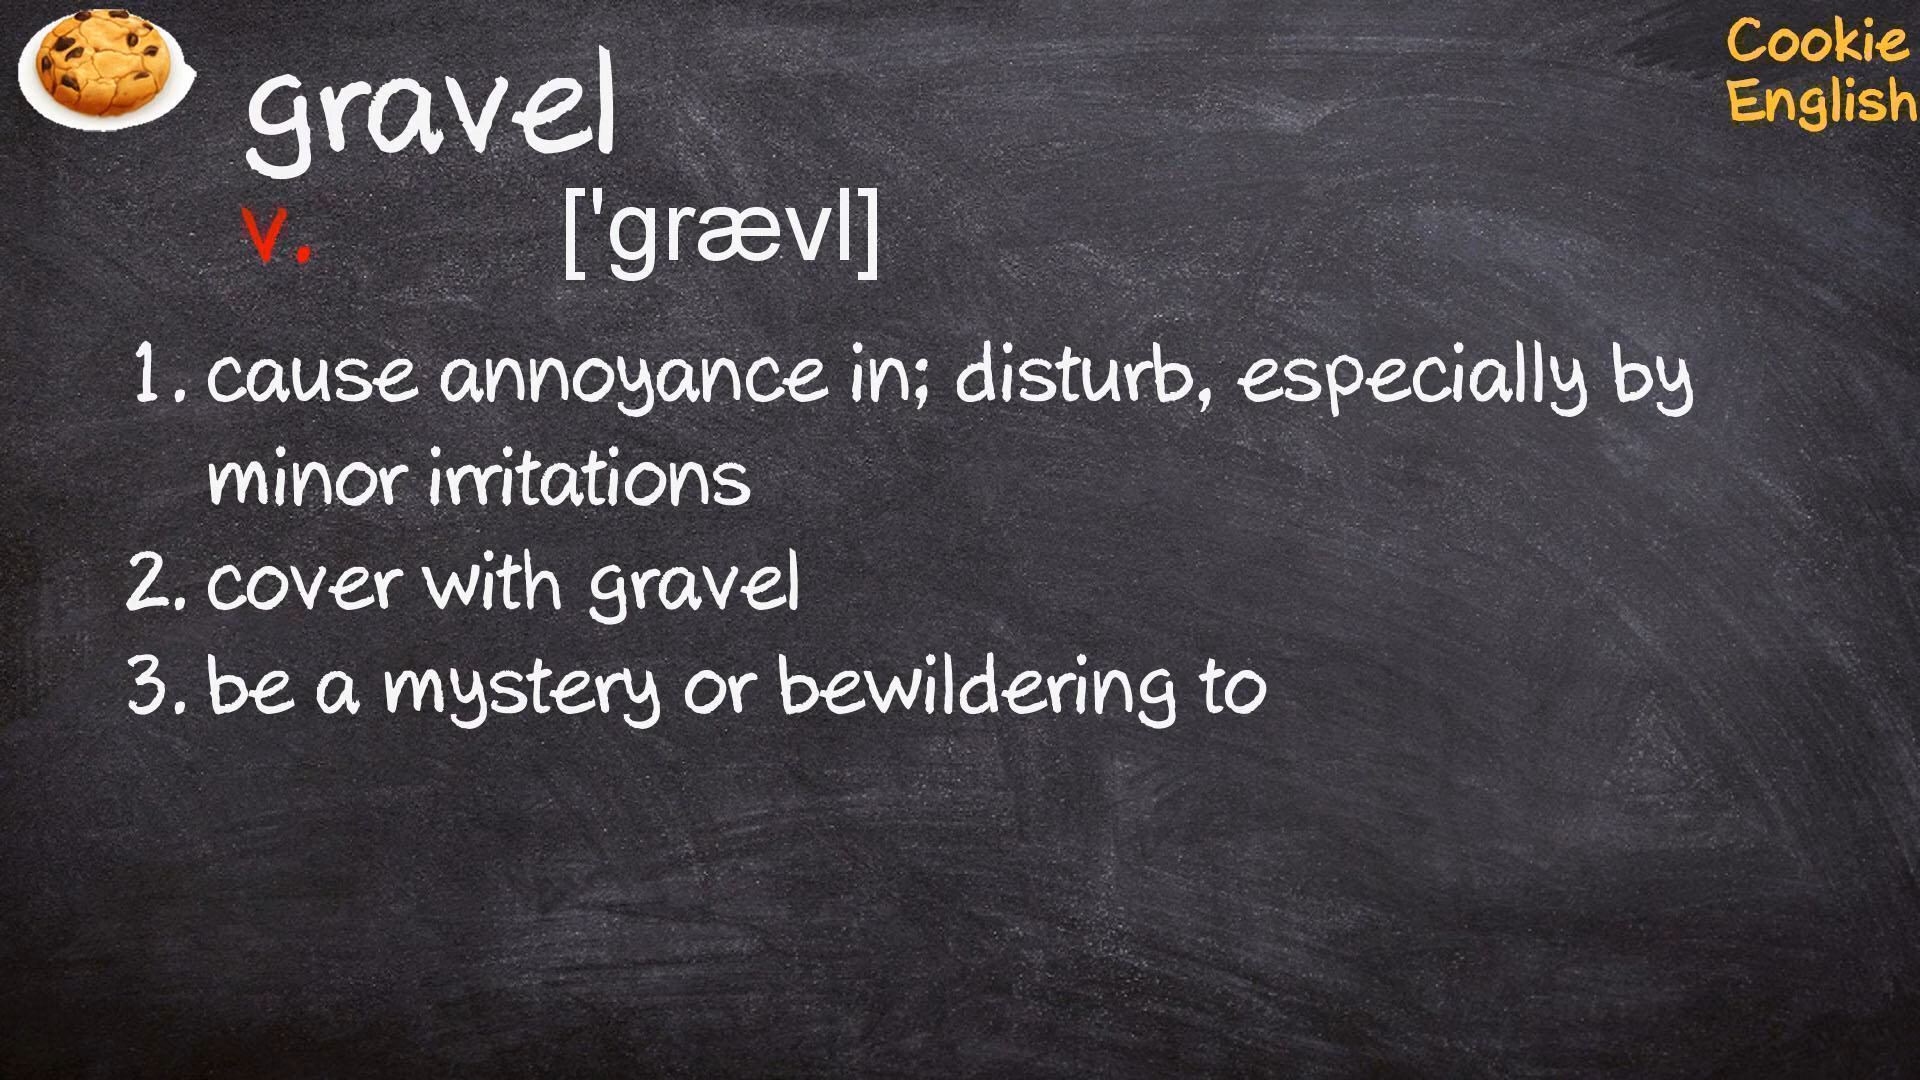 gravel
Cookie
English
v. ['grævl]
1. cause annoyance in; disturb, especially by
minor irritations
2. cover with gravel
3. be a mystery or bewildering to